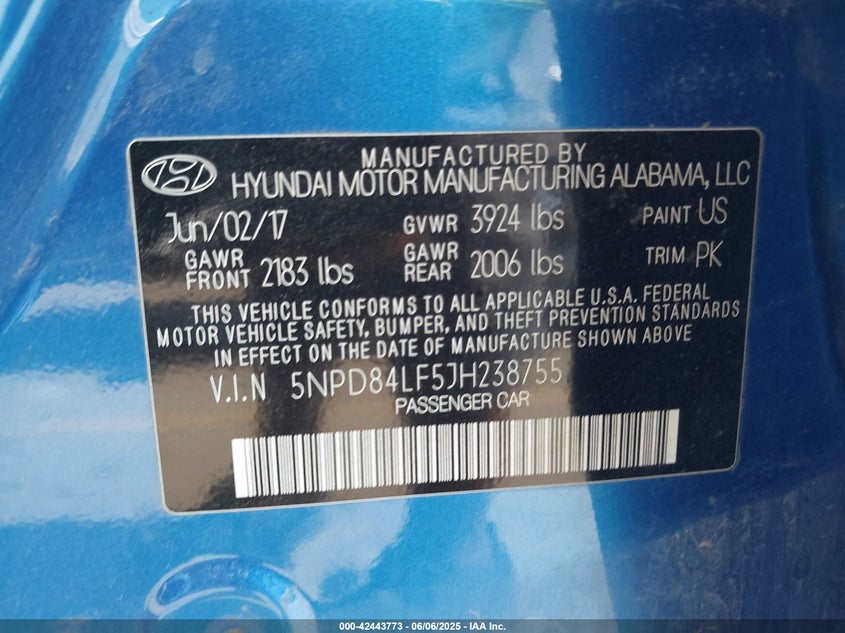 MANUFACTURED BY
HYUNDAI MOTOR MANUFACTURING ALABAMA, LLC
Jun/02/17 GVWR 3924 lbs PAINT US
GAWR FRONT 2183 lbs GAWR REAR 2006 lbs TRIM PK
THIS VEHICLE CONFORMS TO ALL APPLICABLE U.S.A. FEDERAL
MOTOR VEHICLE SAFETY, BUMPER, AND THEFT PREVENTION STANDARDS
IN EFFECT ON THE DATE OF MANUFACTURE SHOWN ABOVE
V.I.N 5NPD84LF5JH238755
PASSENGER CAR
000-42443773 - 06/06/2025 - IAA Inc.